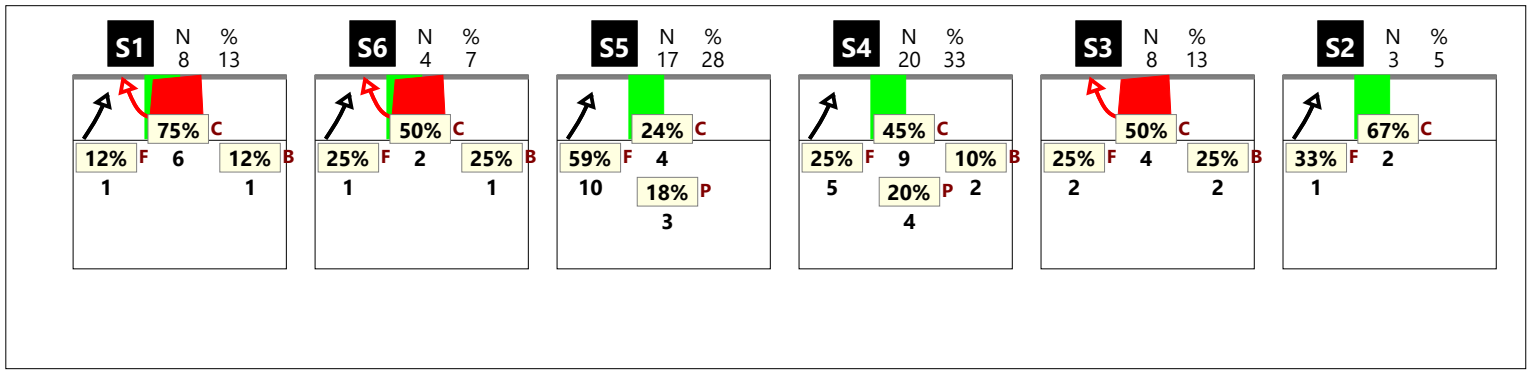 S1 N % 8 13
75% C
12% F 6 12% B
1 1
S6 N % 4 7
50% C
25% F 2 25% B
1 1
S5 N % 17 28
24% C
59% F 4
10 18% P
3
S4 N % 20 33
45% C
25% F 9 10% B
5 20% P 2
4
S3 N % 8 13
50% C
25% F 4 25% B
2 2
S2 N % 3 5
67% C
33% F 2
1